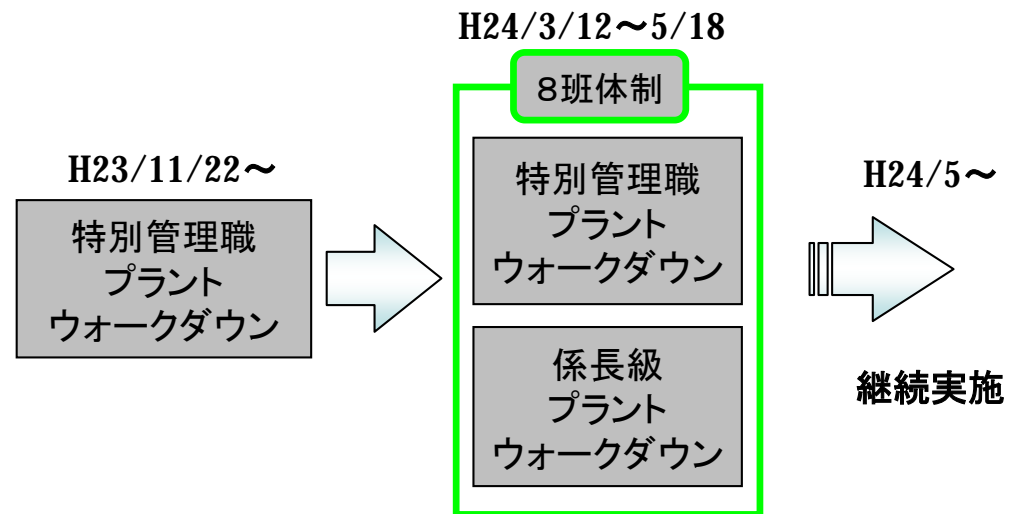 H24/3/12～5/18
８班体制
H23/11/22～
特別管理職
プラント
ウォークダウン
特別管理職
プラント
ウォークダウン
係長級
プラント
ウォークダウン
H24/5～
継続実施